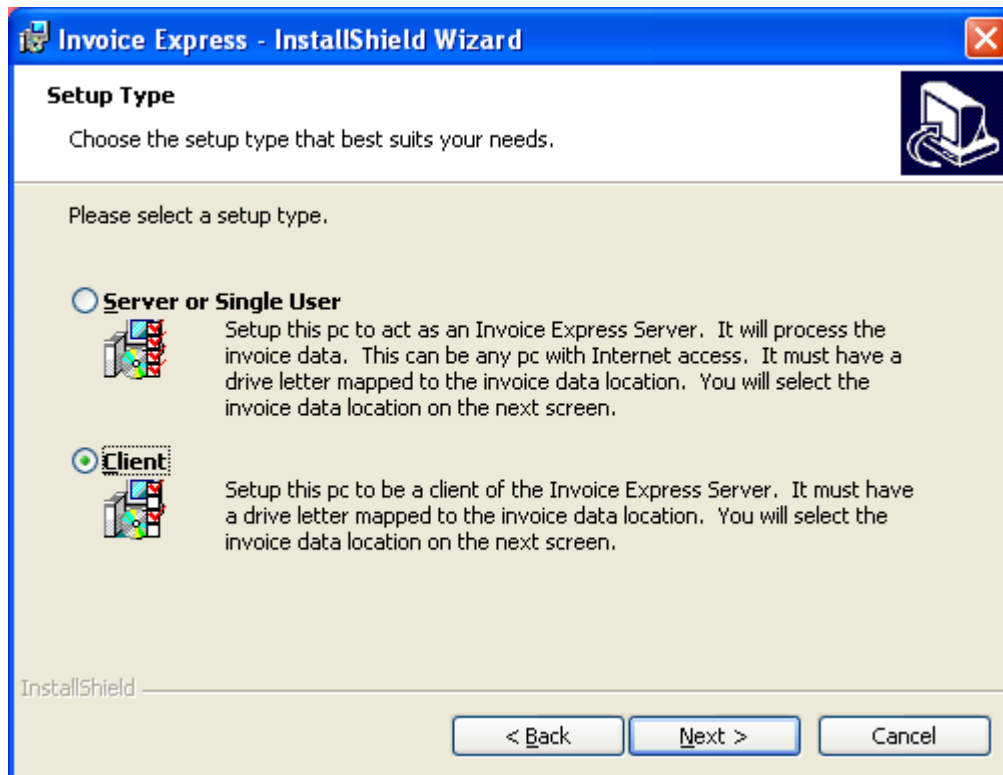 Invoice Express - InstallShield Wizard
Setup Type
Choose the setup type that best suits your needs.
Please select a setup type.
Server or Single User
Setup this pc to act as an Invoice Express Server. It will process the
invoice data. This can be any pc with Internet access. It must have a
drive letter mapped to the invoice data location. You will select the
invoice data location on the next screen.
Client
Setup this pc to be a client of the Invoice Express Server. It must have
a drive letter mapped to the invoice data location. You will select the
invoice data location on the next screen.
InstallShield
< Back
Next >
Cancel